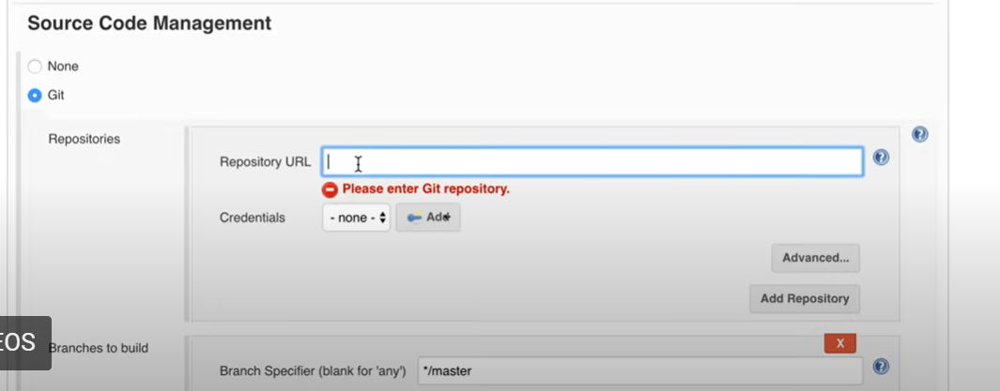 Source Code Management
None
Git
Repositories
Repository URL
Please enter Git repository.
Credentials
- none -
Add
Advanced...
Add Repository
EOS
Branches to build
X
Branch Specifier (blank for 'any')
*/master